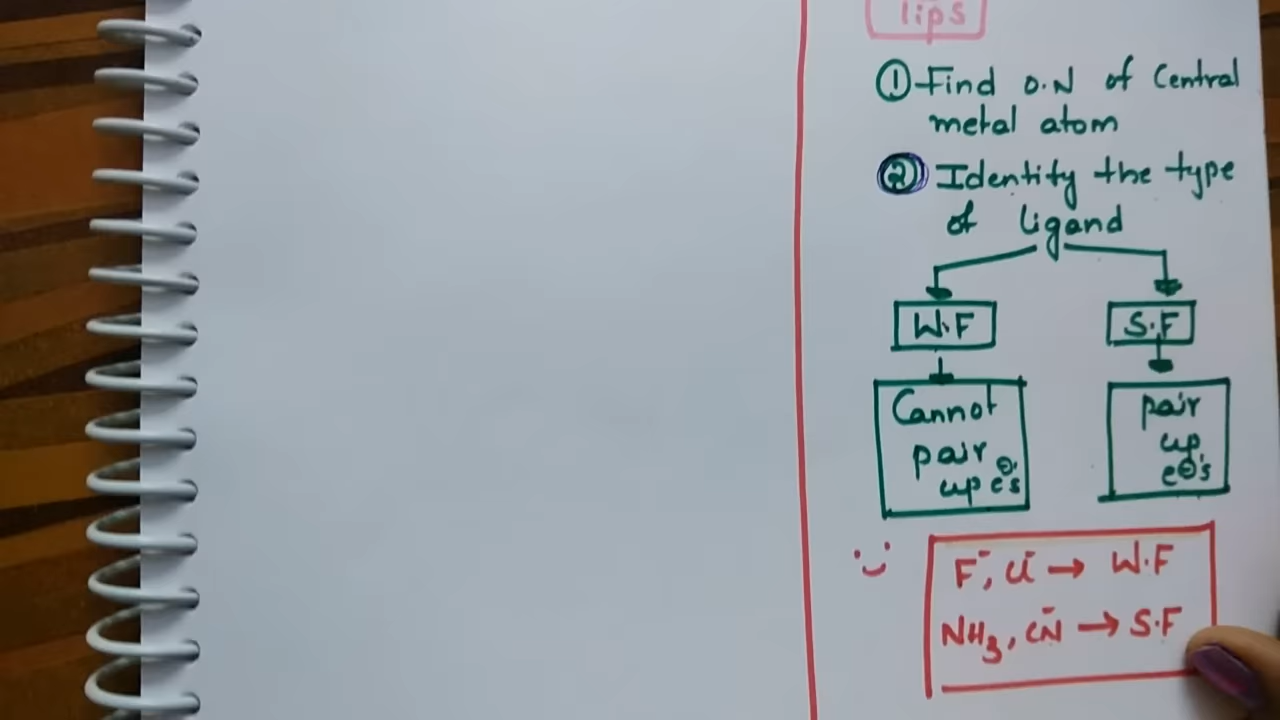 Tips
① Find O.N of Central
metal atom
② Identify the type
of ligand
W.F
S.F
Cannot
pair
up e⊖'s
pair
up
e⊖'s
F⁻, Cl⁻ → W.F
NH₃, CN⁻ → S.F